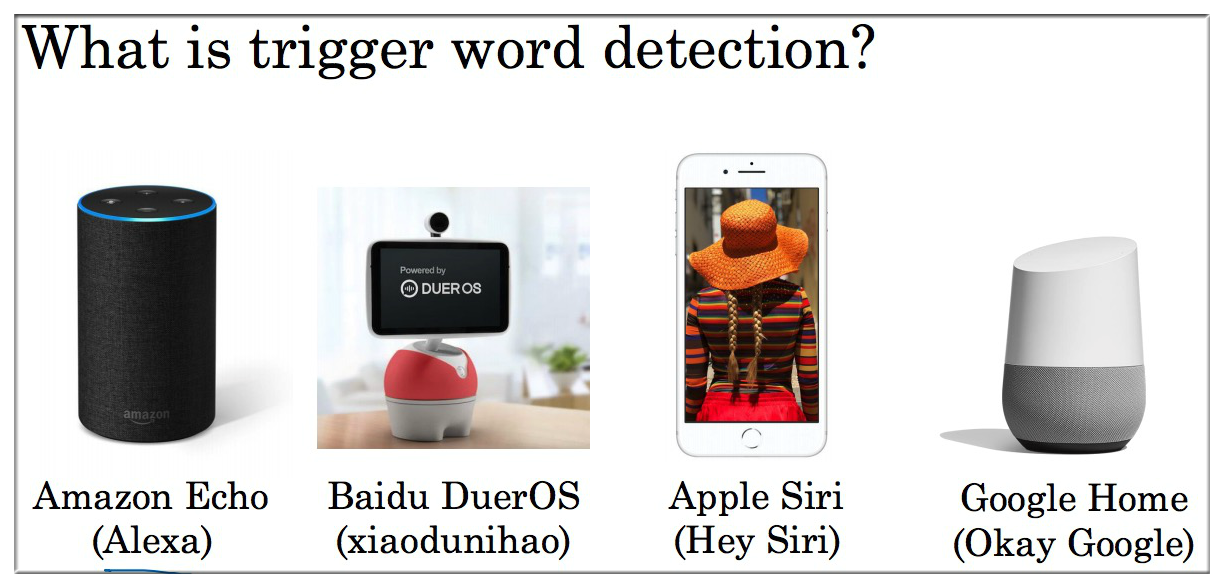 What is trigger word detection?
amazon
Powered by
DUER OS
Amazon Echo
(Alexa)
Baidu DuerOS
(xiaodunihao)
Apple Siri
(Hey Siri)
Google Home
(Okay Google)